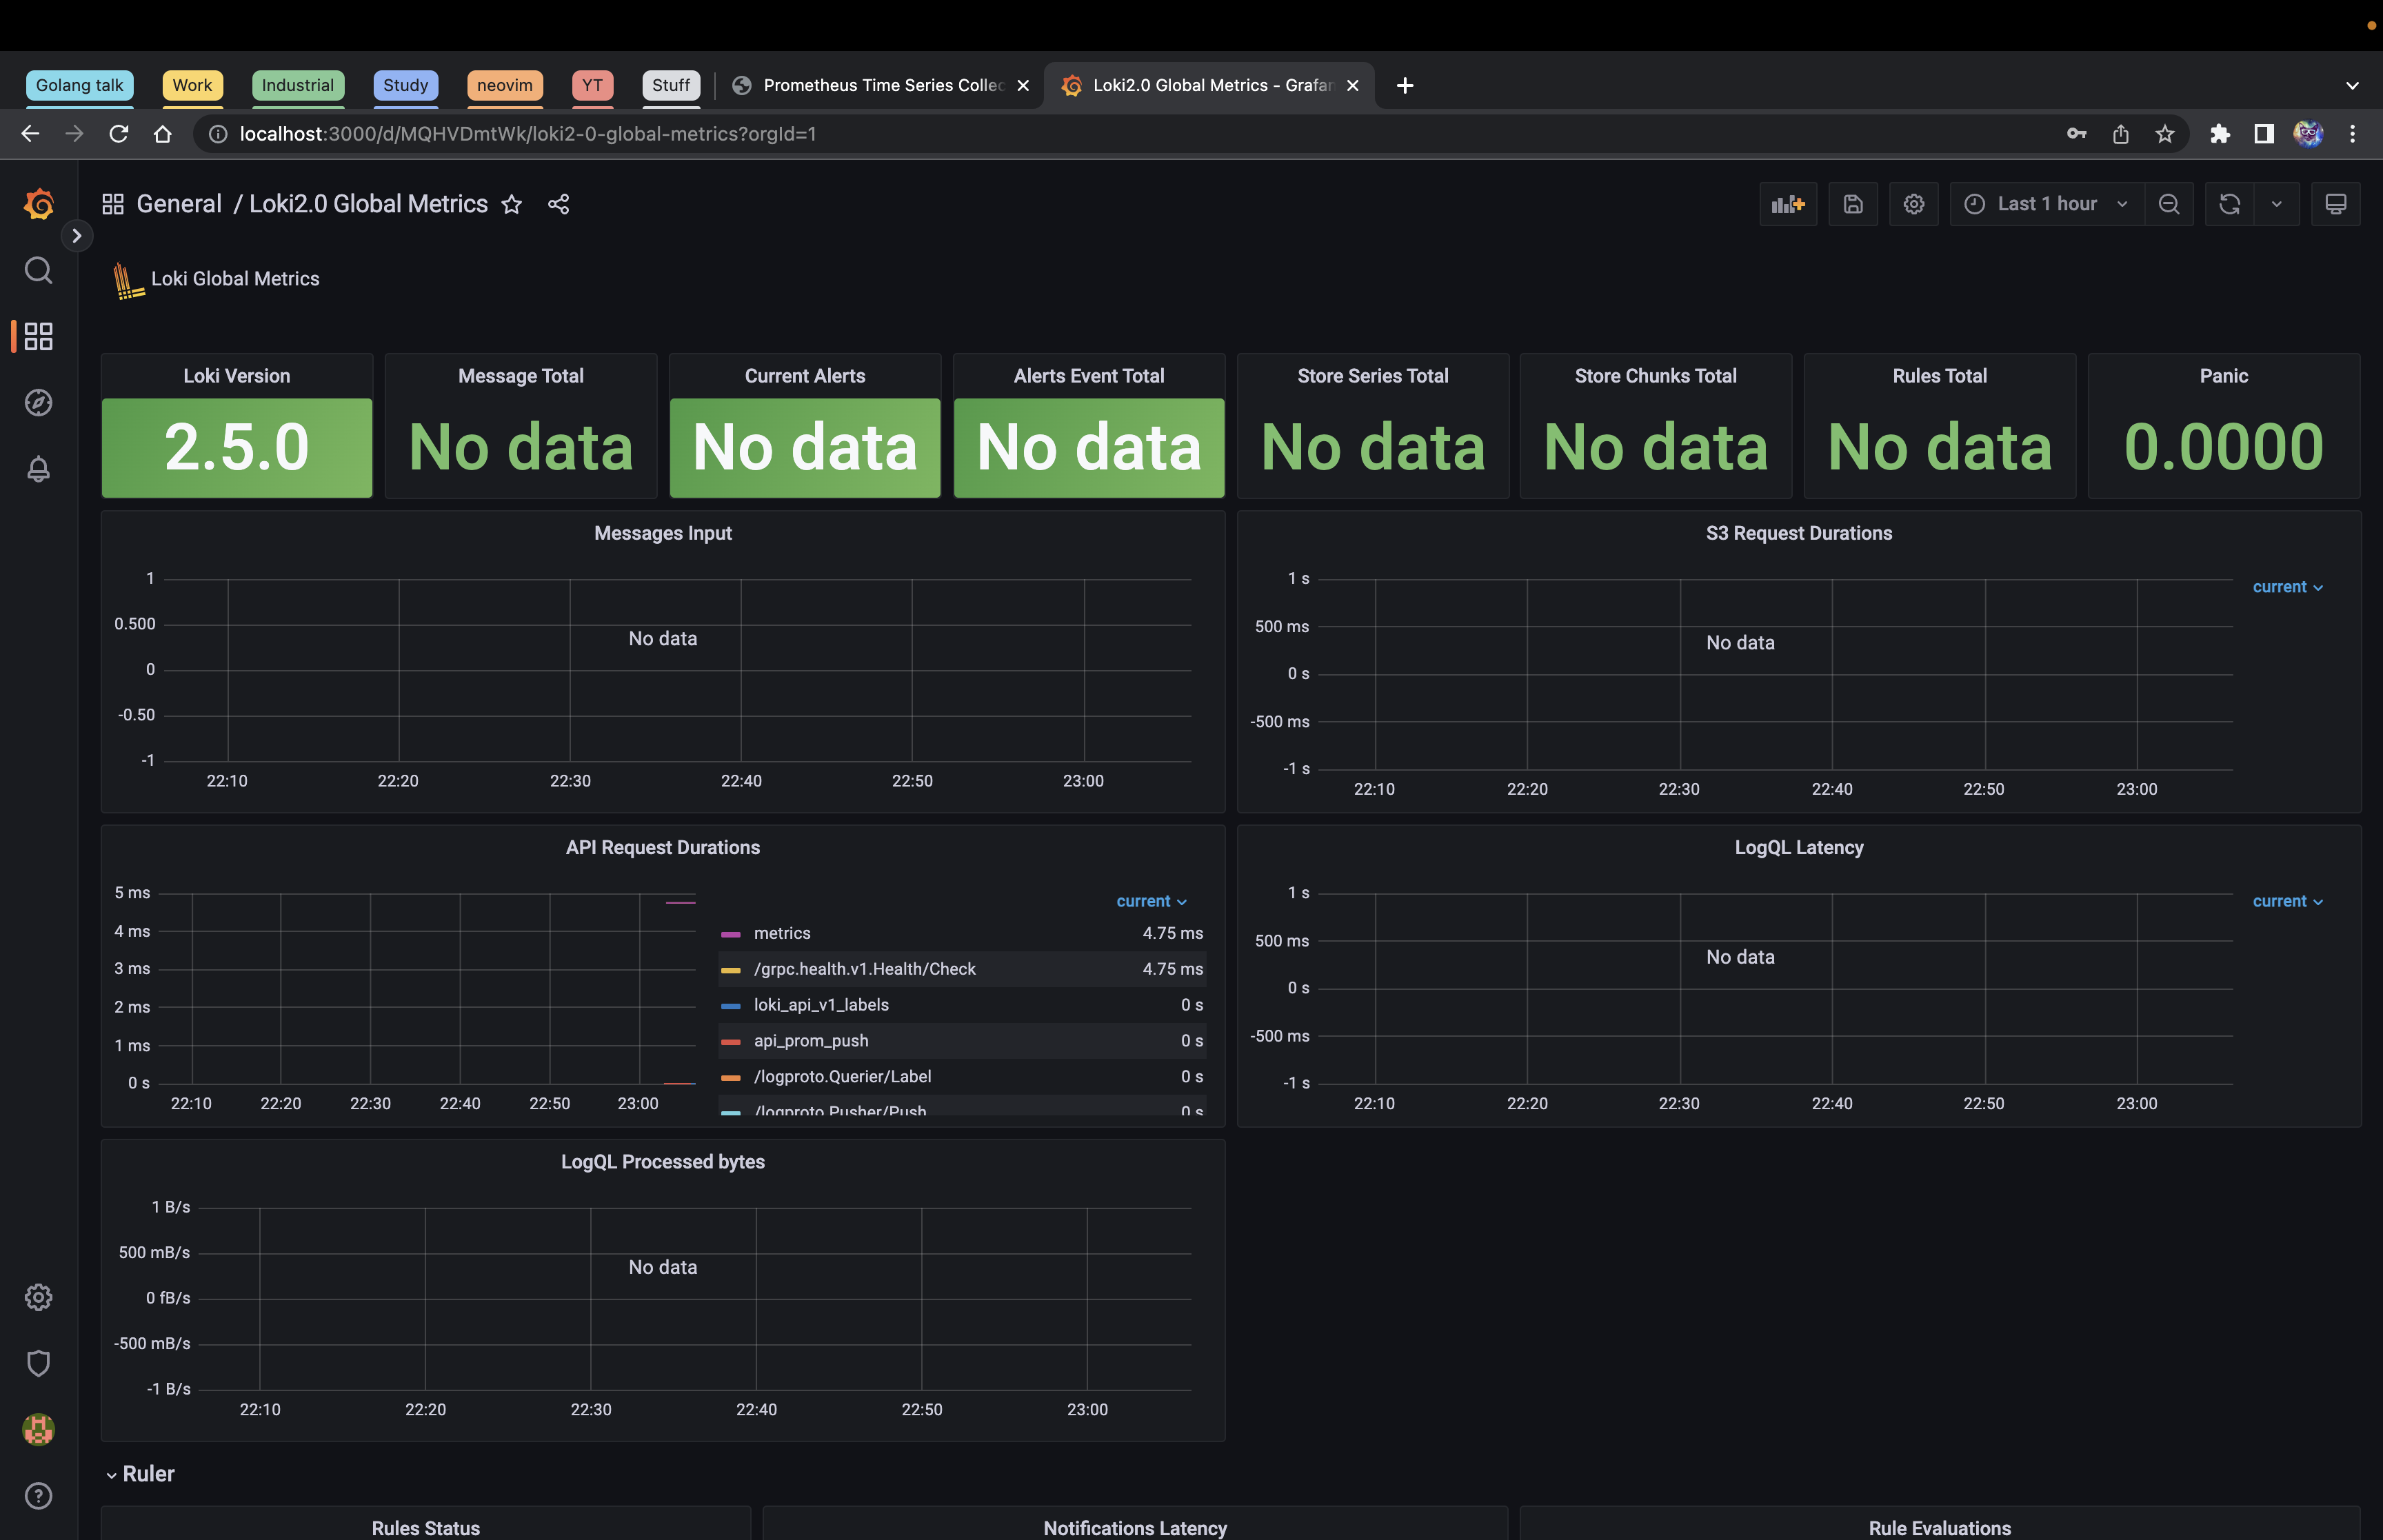 Golang talk Work Industrial Study neovim YT Stuff Prometheus Time Series Collec Loki2.0 Global Metrics - Grafan
localhost:3000/d/MQHVDmtWk/loki2-0-global-metrics?orgId=1
General / Loki2.0 Global Metrics Last 1 hour
Loki Global Metrics
Loki Version Message Total Current Alerts Alerts Event Total Store Series Total Store Chunks Total Rules Total Panic
2.5.0 No data No data No data No data No data No data 0.0000
Messages Input
1
0.500
No data
0
-0.50
-1
22:10 22:20 22:30 22:40 22:50 23:00
S3 Request Durations
1 s current
500 ms
No data
0 s
-500 ms
-1 s
22:10 22:20 22:30 22:40 22:50 23:00
API Request Durations
5 ms
4 ms
3 ms
2 ms
1 ms
0 s
22:10 22:20 22:30 22:40 22:50 23:00
current
metrics 4.75 ms
/grpc.health.v1.Health/Check 4.75 ms
loki_api_v1_labels 0 s
api_prom_push 0 s
/logproto.Querier/Label 0 s
/logproto.Pusher/Push 0 s
LogQL Latency
1 s current
500 ms
No data
0 s
-500 ms
-1 s
22:10 22:20 22:30 22:40 22:50 23:00
LogQL Processed bytes
1 B/s
500 mB/s
No data
0 fB/s
-500 mB/s
-1 B/s
22:10 22:20 22:30 22:40 22:50 23:00
Ruler
Rules Status Notifications Latency Rule Evaluations